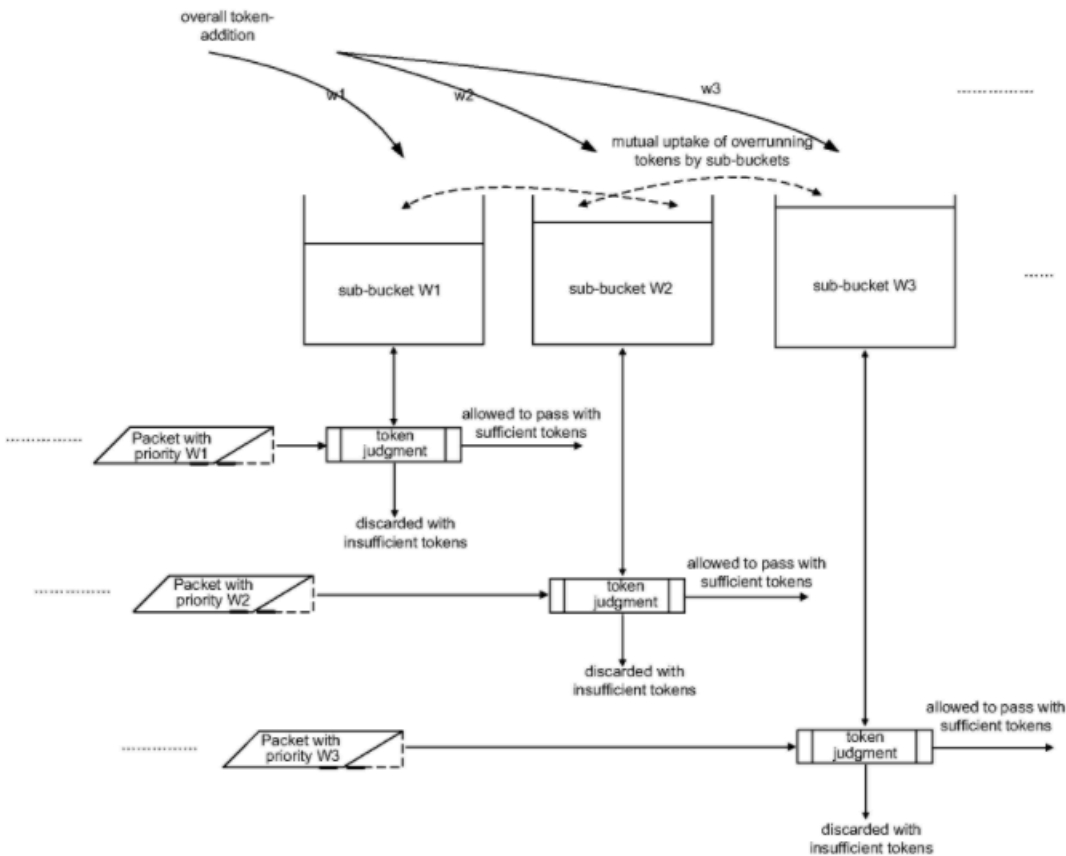 overall token-
addition
w1
w2
w3
mutual uptake of overrunning
tokens by sub-buckets
sub-bucket W1
sub-bucket W2
sub-bucket W3
Packet with
priority W1
token
judgment
allowed to pass with
sufficient tokens
discarded with
insufficient tokens
Packet with
priority W2
token
judgment
allowed to pass with
sufficient tokens
discarded with
insufficient tokens
Packet with
priority W3
token
judgment
allowed to pass with
sufficient tokens
discarded with
insufficient tokens